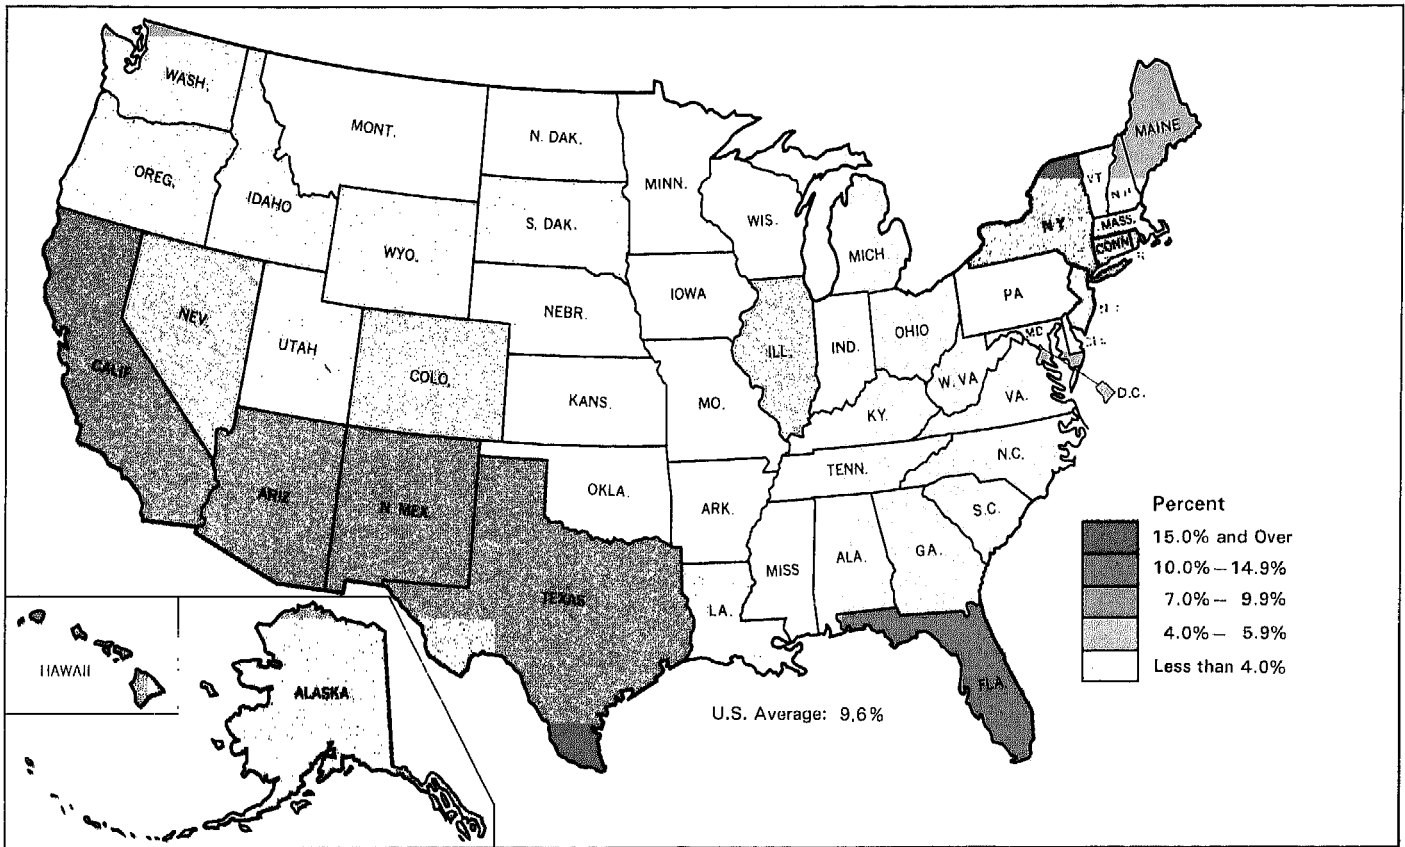 WASH.
MONT.
N. DAK.
MINN.
OREG.
IDAHO
S. DAK.
WIS.
MICH
MAINE
VT
N.H
NY
MASS.
CONN
WYO.
NEBR.
IOWA
NEV.
UTAH
COLO.
ILL.
IND.
OHIO
PA
MD
D.C.
CALIF.
KANS.
MO.
KY.
W. VA
VA.
ARIZ
N. MEX.
OKLA.
ARK.
TENN.
N.C.
S.C.
TEXAS
LA.
MISS
ALA.
GA.
FLA.
HAWAII
ALASKA
U.S. Average: 9.6%
Percent
15.0% and Over
10.0% – 14.9%
7.0% – 9.9%
4.0% – 5.9%
Less than 4.0%